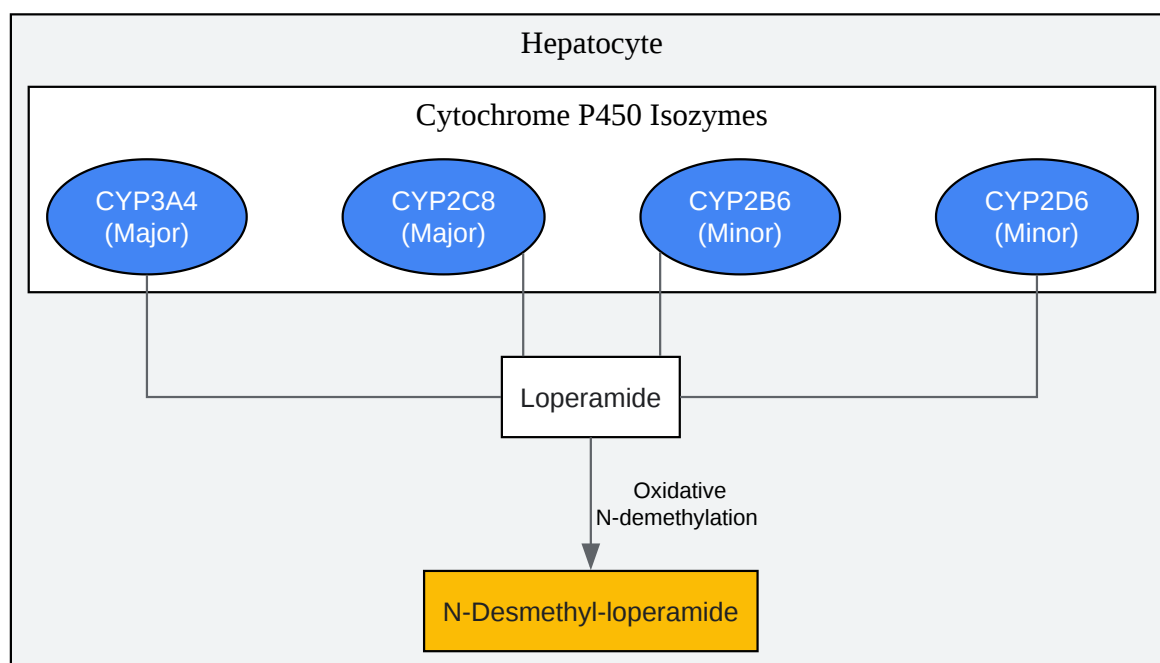 Hepatocyte
Cytochrome P450 Isozymes
CYP3A4
(Major)
CYP2C8
(Major)
CYP2B6
(Minor)
CYP2D6
(Minor)
Loperamide
Oxidative
N-demethylation
N-Desmethyl-loperamide